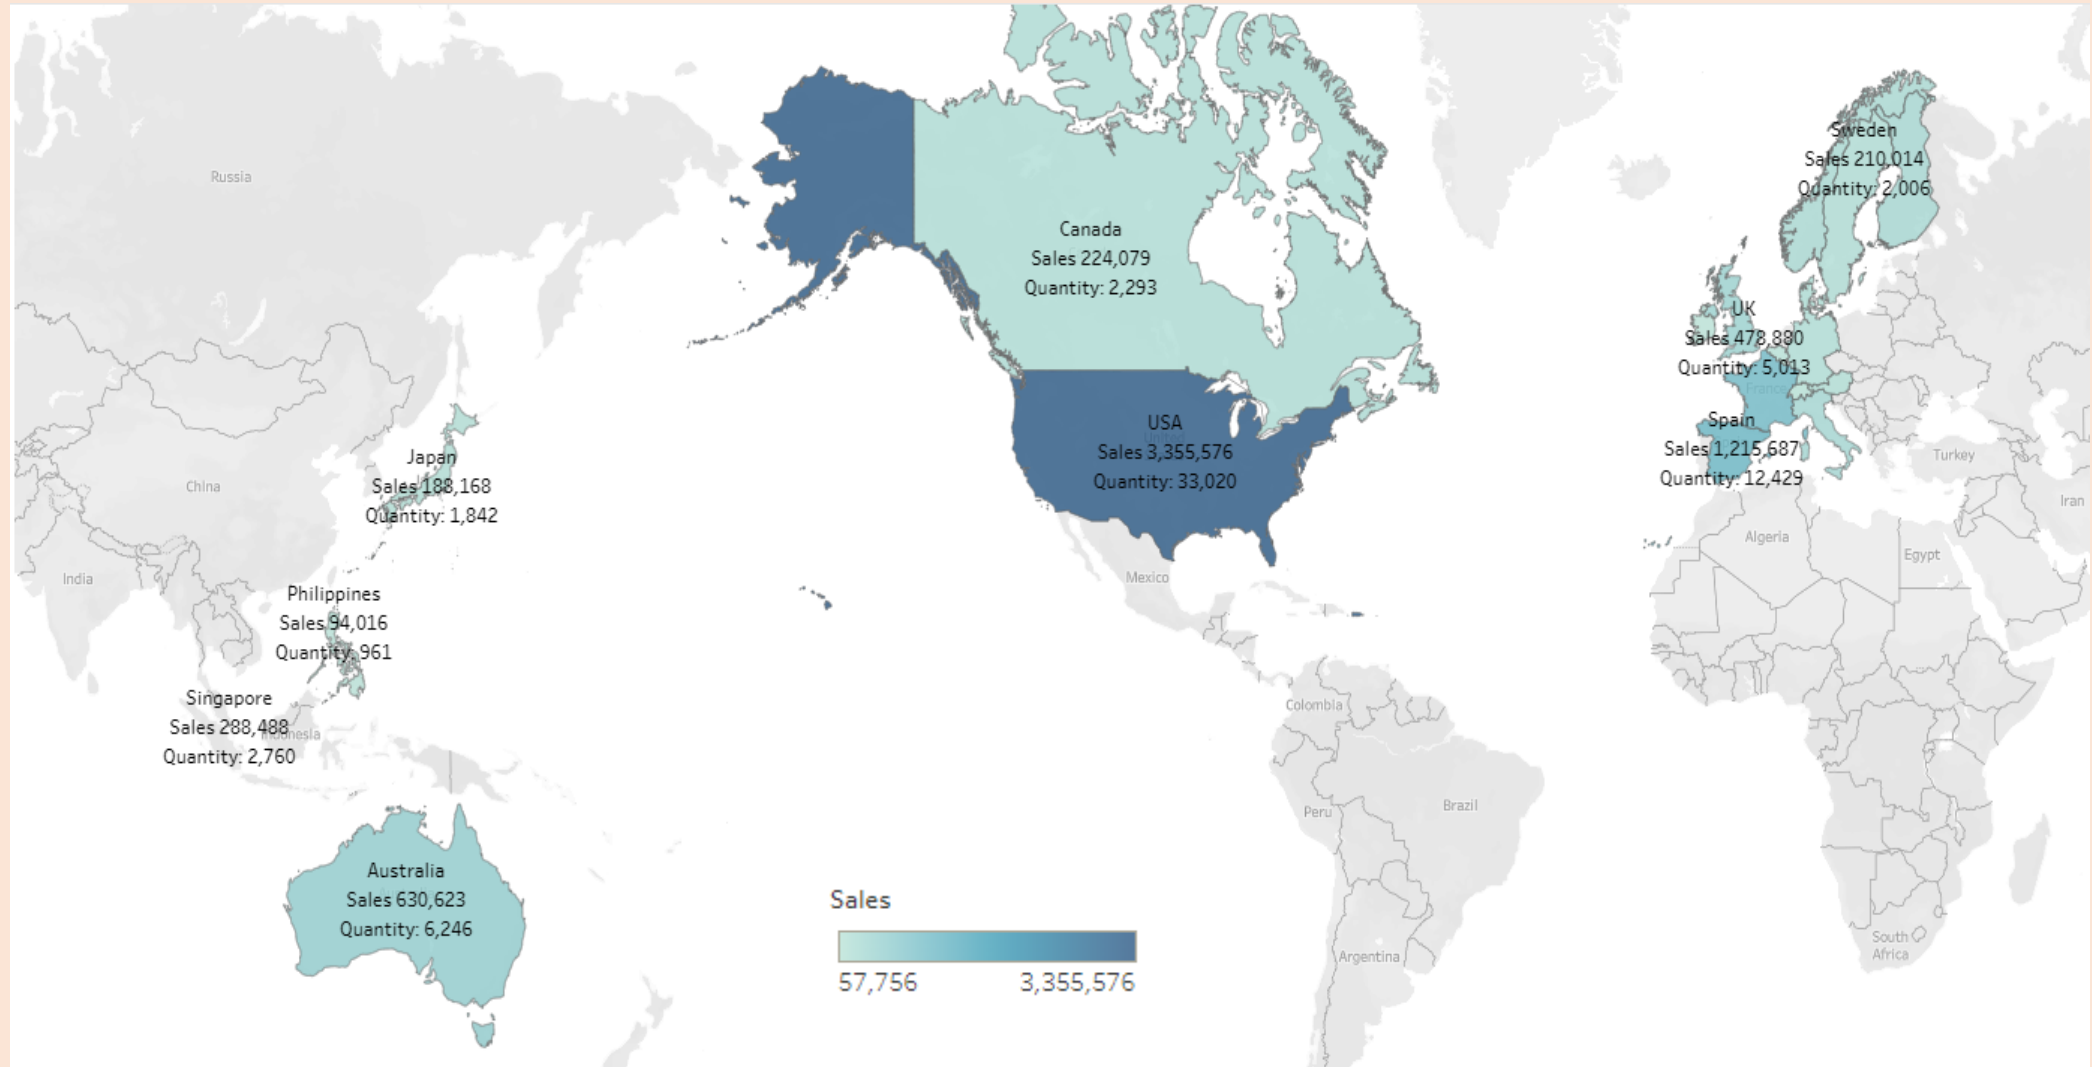 Russia
China
India
Japan
Sales 188,168
Quantity: 1,842
Philippines
Sales 94,016
Quantity: 961
Singapore
Sales 288,488
Quantity: 2,760
Indonesia
Australia
Sales 630,623
Quantity: 6,246
Canada
Sales 224,079
Quantity: 2,293
USA
United
Sales 3,355,576
Quantity: 33,020
Mexico
Colombia
Peru
Brazil
Argentina
Sales
57,756
3,355,576
Sweden
Sales 210,014
Quantity: 2,006
UK
Sales 478,880
Quantity: 5,013
France
Spain
Sales 1,215,687
Quantity: 12,429
Turkey
Iran
Algeria
Egypt
South
Africa